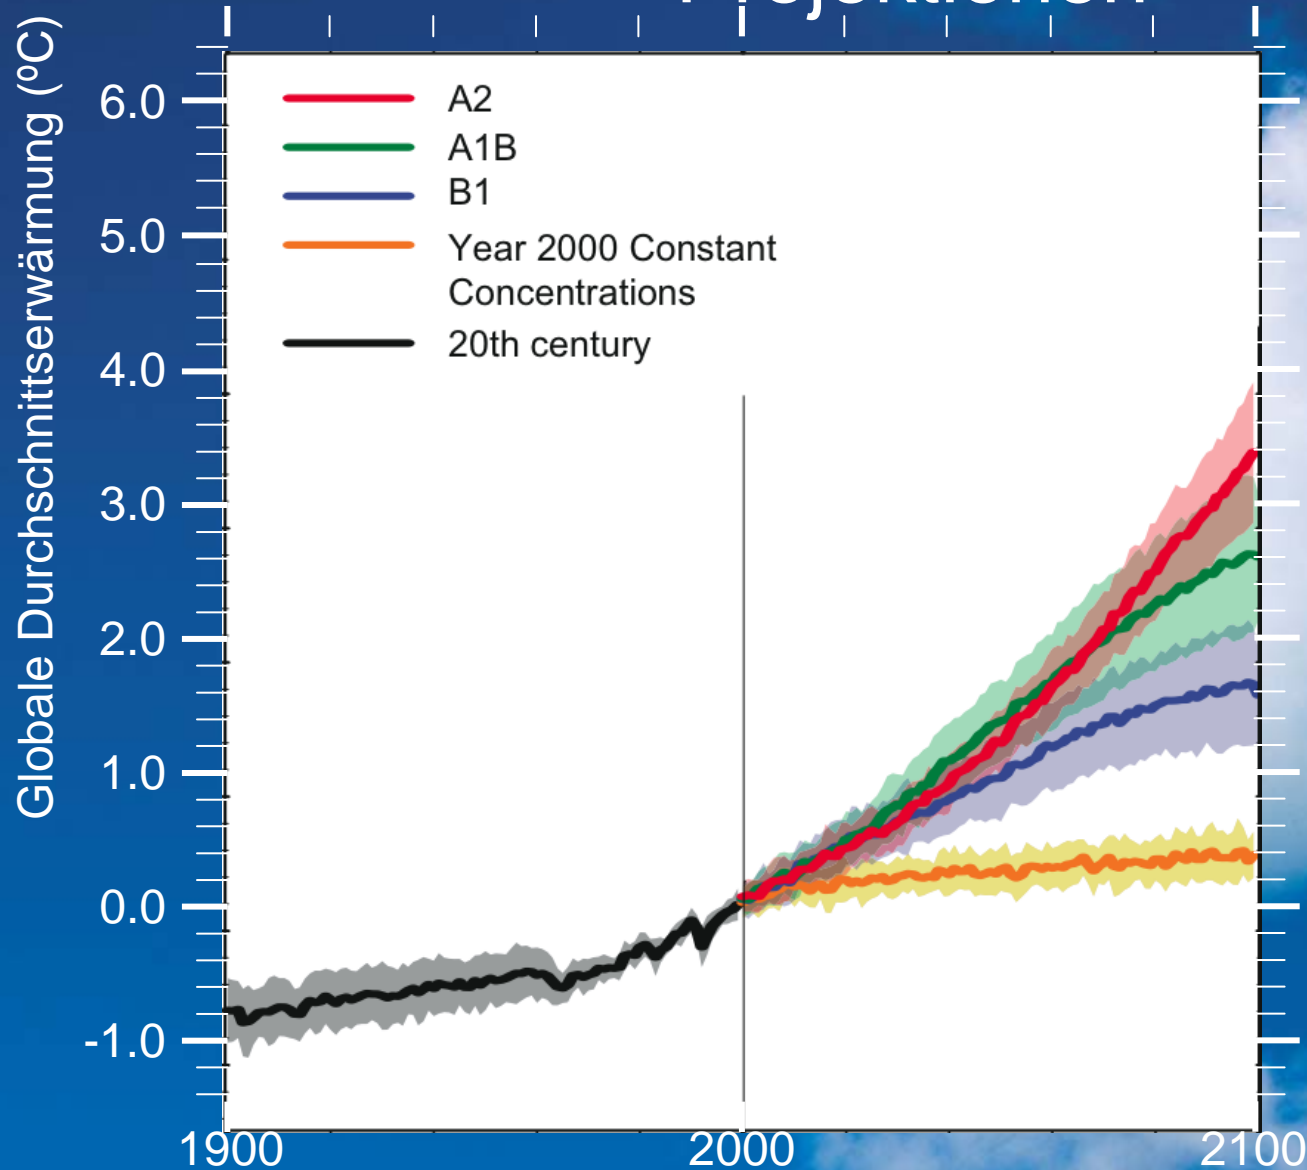 Projektionen
Globale Durchschnittserwärmung (ºC)
6.0
5.0
4.0
3.0
2.0
1.0
0.0
-1.0
A2
A1B
B1
Year 2000 Constant
Concentrations
20th century
1900
2000
2100